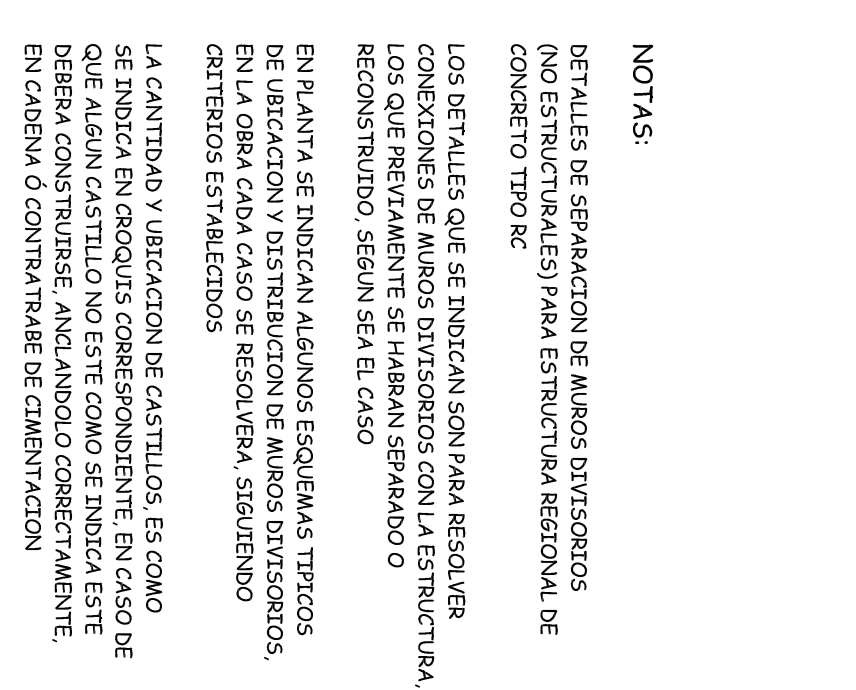 NOTAS:
DETALLES DE SEPARACION DE MUROS DIVISORIOS
(NO ESTRUCTURALES) PARA ESTRUCTURA REGIONAL DE
CONCRETO TIPO RC
LOS DETALLES QUE SE INDICAN SON PARA RESOLVER
CONEXIONES DE MUROS DIVISORIOS CON LA ESTRUCTURA,
LOS QUE PREVIAMENTE SE HABRAN SEPARADO O
RECONSTRUIDO, SEGUN SEA EL CASO
EN PLANTA SE INDICAN ALGUNOS ESQUEMAS TIPICOS
DE UBICACION Y DISTRIBUCION DE MUROS DIVISORIOS,
EN LA OBRA CADA CASO SE RESOLVERA, SIGUIENDO
CRITERIOS ESTABLECIDOS
LA CANTIDAD Y UBICACION DE CASTILLOS, ES COMO
SE INDICA EN CROQUIS CORRESPONDIENTE, EN CASO DE
QUE ALGUN CASTILLO NO ESTE COMO SE INDICA ESTE
DEBERA CONSTRUIRSE, ANCLANDOLO CORRECTAMENTE,
EN CADENA Ó CONTRATRABE DE CIMENTACION